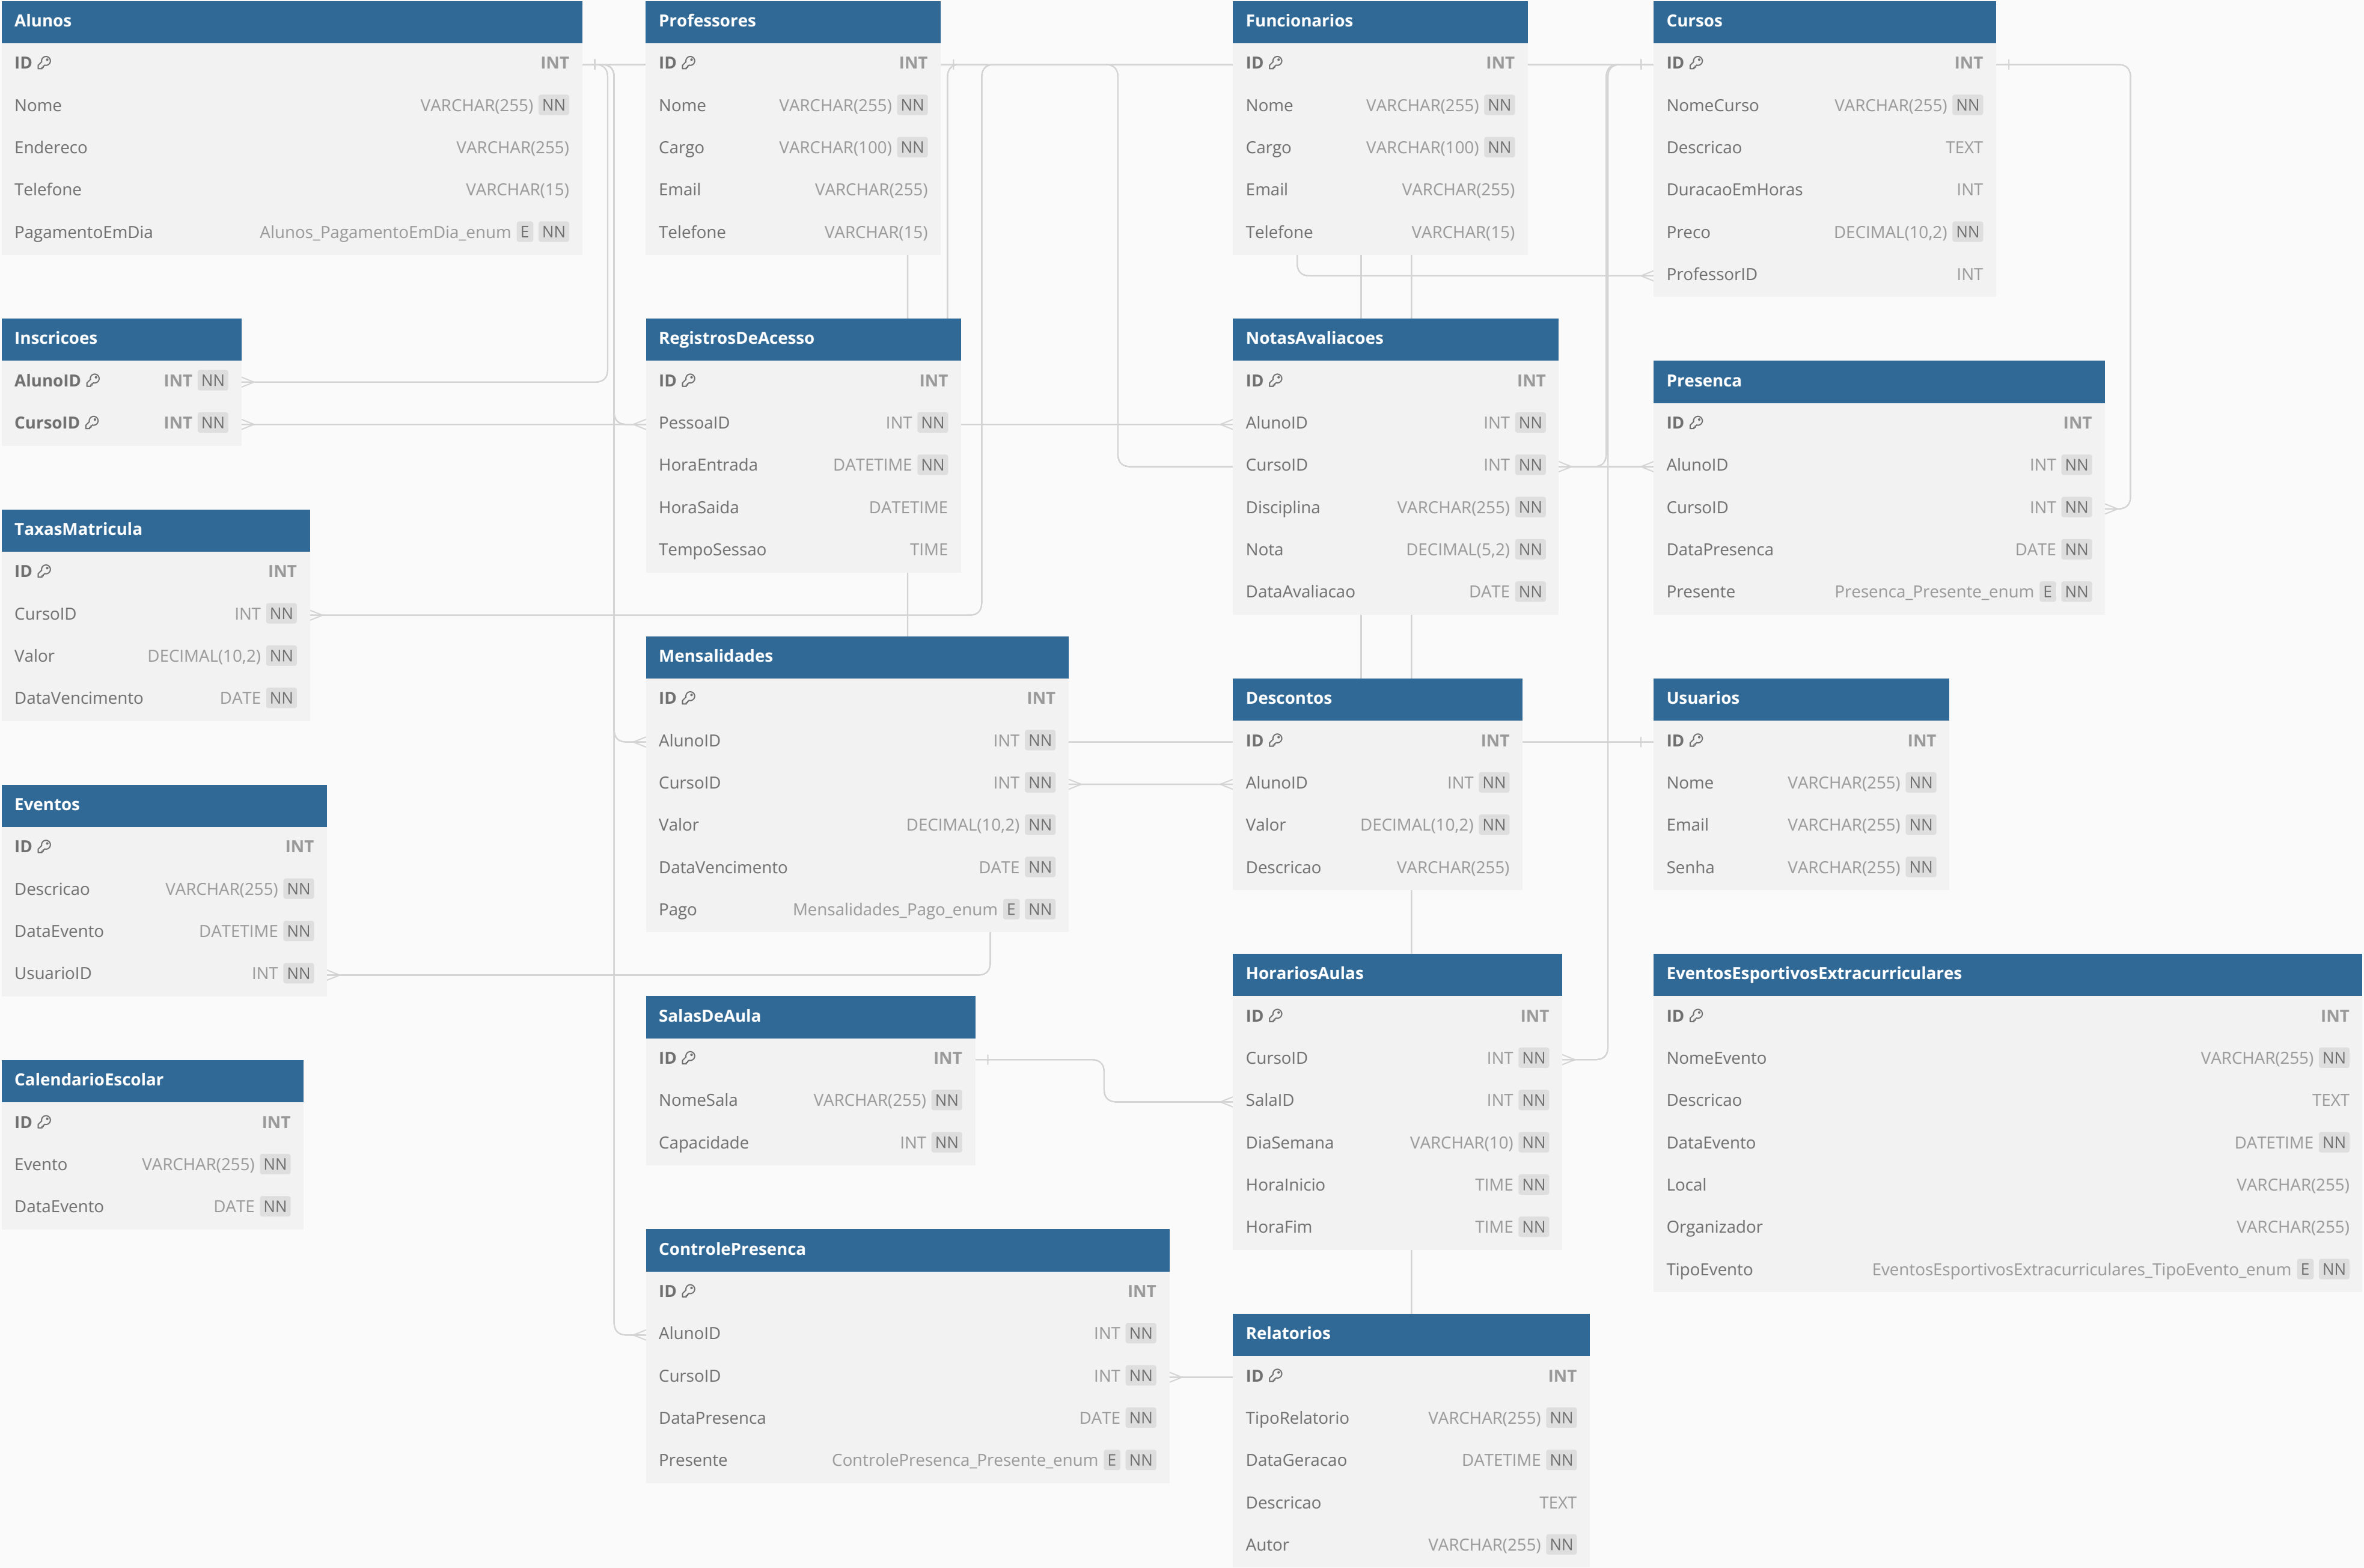 Alunos
ID INT
Nome VARCHAR(255) NN
Endereco VARCHAR(255)
Telefone VARCHAR(15)
PagamentoEmDia Alunos_PagamentoEmDia_enum E NN
Professores
ID INT
Nome VARCHAR(255) NN
Cargo VARCHAR(100) NN
Email VARCHAR(255)
Telefone VARCHAR(15)
Funcionarios
ID INT
Nome VARCHAR(255) NN
Cargo VARCHAR(100) NN
Email VARCHAR(255)
Telefone VARCHAR(15)
Cursos
ID INT
NomeCurso VARCHAR(255) NN
Descricao TEXT
DuracaoEmHoras INT
Preco DECIMAL(10,2) NN
ProfessorID INT
Inscricoes
AlunoID INT NN
CursoID INT NN
RegistrosDeAcesso
ID INT
PessoaID INT NN
HoraEntrada DATETIME NN
HoraSaida DATETIME
TempoSessao TIME
NotasAvaliacoes
ID INT
AlunoID INT NN
CursoID INT NN
Disciplina VARCHAR(255) NN
Nota DECIMAL(5,2) NN
DataAvaliacao DATE NN
Presenca
ID INT
AlunoID INT NN
CursoID INT NN
DataPresenca DATE NN
Presente Presenca_Presente_enum E NN
TaxasMatricula
ID INT
CursoID INT NN
Valor DECIMAL(10,2) NN
DataVencimento DATE NN
Mensalidades
ID INT
AlunoID INT NN
CursoID INT NN
Valor DECIMAL(10,2) NN
DataVencimento DATE NN
Pago Mensalidades_Pago_enum E NN
Descontos
ID INT
AlunoID INT NN
Valor DECIMAL(10,2) NN
Descricao VARCHAR(255)
Usuarios
ID INT
Nome VARCHAR(255) NN
Email VARCHAR(255) NN
Senha VARCHAR(255) NN
Eventos
ID INT
Descricao VARCHAR(255) NN
DataEvento DATETIME NN
UsuarioID INT NN
SalasDeAula
ID INT
NomeSala VARCHAR(255) NN
Capacidade INT NN
HorariosAulas
ID INT
CursoID INT NN
SalaID INT NN
DiaSemana VARCHAR(10) NN
HoraInicio TIME NN
HoraFim TIME NN
EventosEsportivosExtracurriculares
ID INT
NomeEvento VARCHAR(255) NN
Descricao TEXT
DataEvento DATETIME NN
Local VARCHAR(255)
Organizador VARCHAR(255)
TipoEvento EventosEsportivosExtracurriculares_TipoEvento_enum E NN
CalendarioEscolar
ID INT
Evento VARCHAR(255) NN
DataEvento DATE NN
ControlePresenca
ID INT
AlunoID INT NN
CursoID INT NN
DataPresenca DATE NN
Presente ControlePresenca_Presente_enum E NN
Relatorios
ID INT
TipoRelatorio VARCHAR(255) NN
DataGeracao DATETIME NN
Descricao TEXT
Autor VARCHAR(255) NN